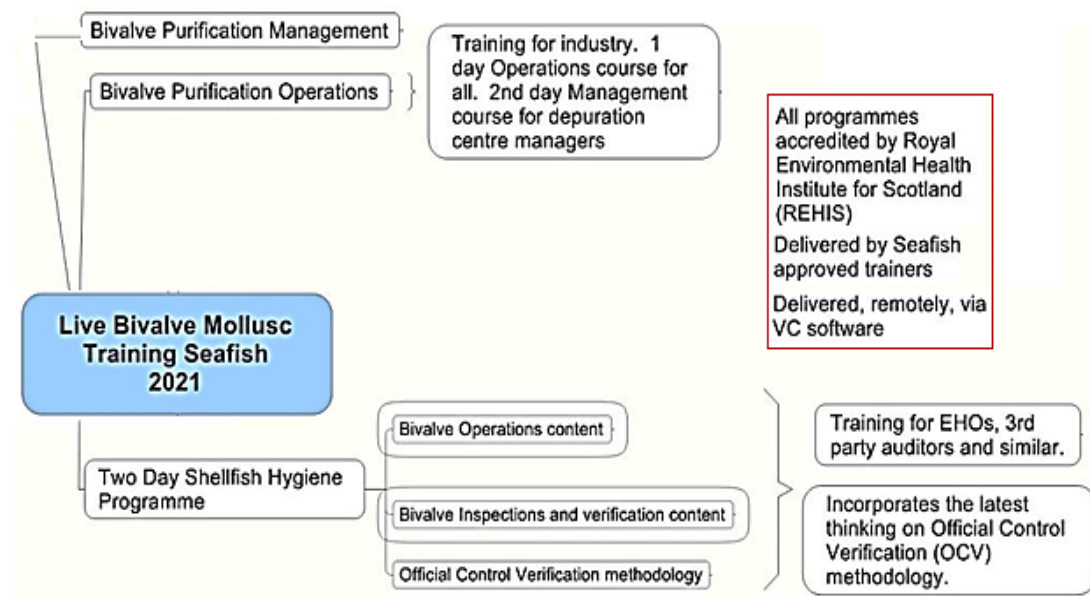 Bivalve Purification Management
Bivalve Purification Operations
Training for industry. 1
day Operations course for
all. 2nd day Management
course for depuration
centre managers
All programmes
accredited by Royal
Environmental Health
Institute for Scotland
(REHIS)
Delivered by Seafish
approved trainers
Delivered, remotely, via
VC software
Live Bivalve Mollusc
Training Seafish
2021
Two Day Shellfish Hygiene
Programme
Bivalve Operations content
Bivalve Inspections and verification content
Official Control Verification methodology
Training for EHOs, 3rd
party auditors and similar.
Incorporates the latest
thinking on Official Control
Verification (OCV)
methodology.